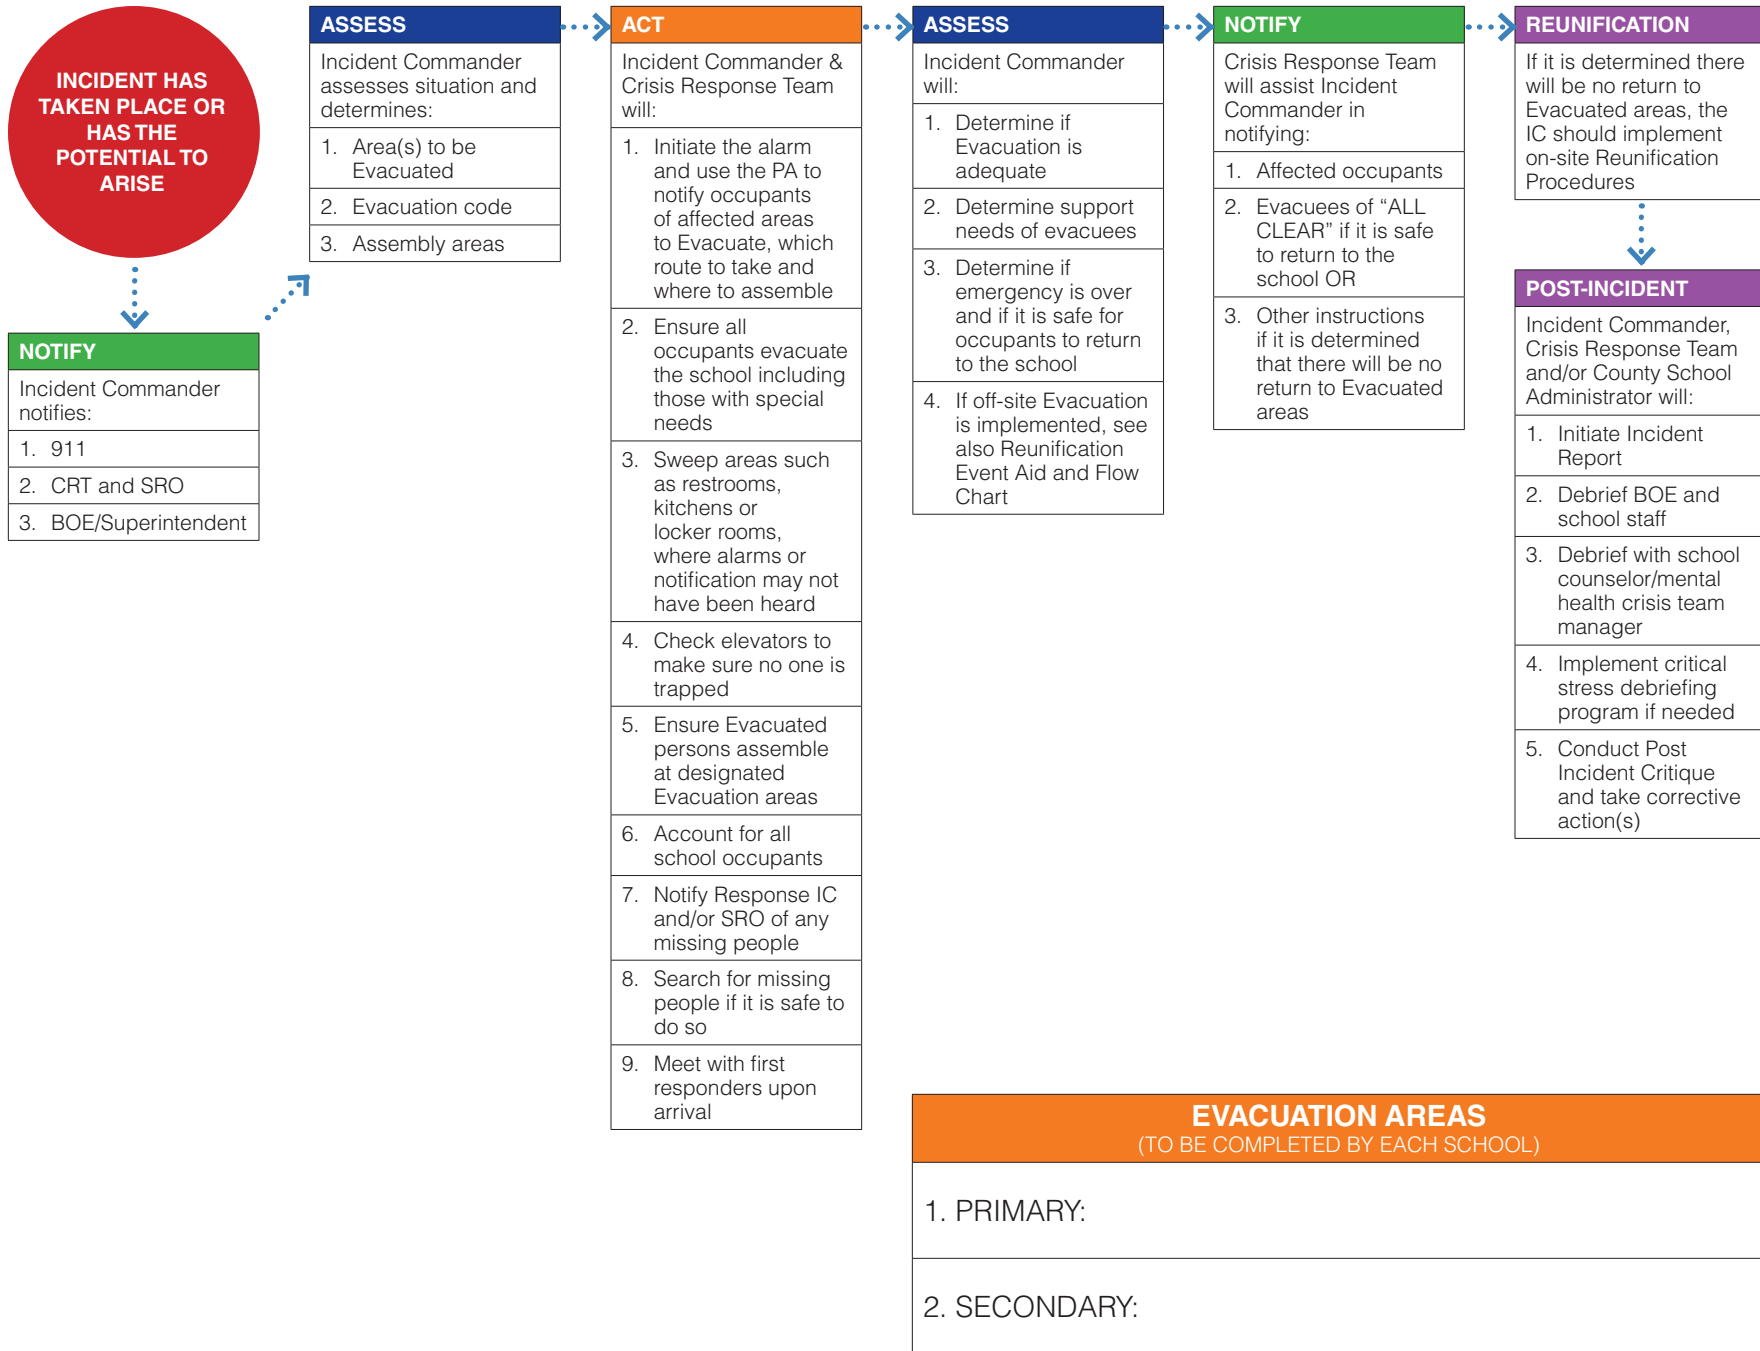 INCIDENT HAS
TAKEN PLACE OR
HAS THE
POTENTIAL TO
ARISE
NOTIFY
Incident Commander
notifies:
1. 911
2. CRT and SRO
3. BOE/Superintendent
ASSESS
Incident Commander
assesses situation and
determines:
1. Area(s) to be
Evacuated
2. Evacuation code
3. Assembly areas
ACT
Incident Commander &
Crisis Response Team
will:
1. Initiate the alarm
and use the PA to
notify occupants
of affected areas
to Evacuate, which
route to take and
where to assemble
2. Ensure all
occupants evacuate
the school including
those with special
needs
3. Sweep areas such
as restrooms,
kitchens or
locker rooms,
where alarms or
notification may not
have been heard
4. Check elevators to
make sure no one is
trapped
5. Ensure Evacuated
persons assemble
at designated
Evacuation areas
6. Account for all
school occupants
7. Notify Response IC
and/or SRO of any
missing people
8. Search for missing
people if it is safe to
do so
9. Meet with first
responders upon
arrival
ASSESS
Incident Commander
will:
1. Determine if
Evacuation is
adequate
2. Determine support
needs of evacuees
3. Determine if
emergency is over
and if it is safe for
occupants to return
to the school
4. If off-site Evacuation
is implemented, see
also Reunification
Event Aid and Flow
Chart
NOTIFY
Crisis Response Team
will assist Incident
Commander in
notifying:
1. Affected occupants
2. Evacuees of “ALL
CLEAR” if it is safe
to return to the
school OR
3. Other instructions
if it is determined
that there will be no
return to Evacuated
areas
REUNIFICATION
If it is determined there
will be no return to
Evacuated areas, the
IC should implement
on-site Reunification
Procedures
POST-INCIDENT
Incident Commander,
Crisis Response Team
and/or County School
Administrator will:
1. Initiate Incident
Report
2. Debrief BOE and
school staff
3. Debrief with school
counselor/mental
health crisis team
manager
4. Implement critical
stress debriefing
program if needed
5. Conduct Post
Incident Critique
and take corrective
action(s)
EVACUATION AREAS
(TO BE COMPLETED BY EACH SCHOOL)
1. PRIMARY:
2. SECONDARY: